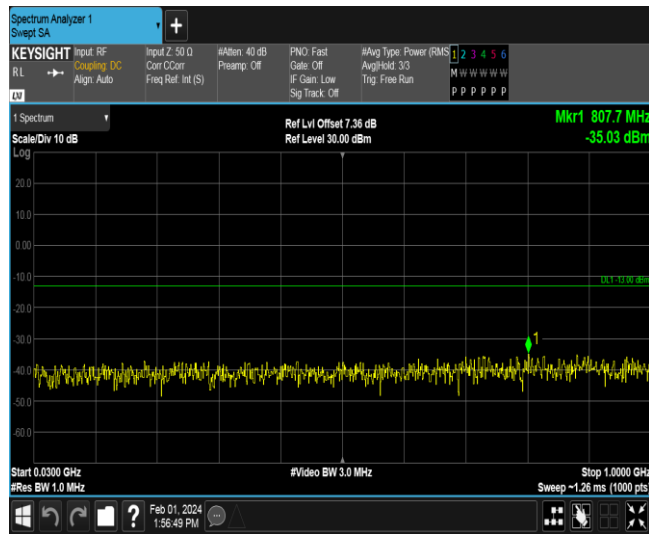 Spectrum Analyzer 1
Swept SA
+
KEYSIGHT
RL
LXI
Input: RF
Coupling: DC
Align: Auto
Input Z: 50 Ω
Corr CCorr
Freq Ref: Int (S)
#Atten: 40 dB
Preamp: Off
PNO: Fast
Gate: Off
IF Gain: Low
Sig Track: Off
#Avg Type: Power (RMS
Avg|Hold: 3/3
Trig: Free Run
1 2 3 4 5 6
M W W W W W
P P P P P P
1 Spectrum
Scale/Div 10 dB
Ref Lvl Offset 7.36 dB
Ref Level 30.00 dBm
Mkr1 807.7 MHz
-35.03 dBm
Log
20.0
10.0
0.00
-10.0
DL1 -13.00 dBm
-20.0
-30.0
1
-40.0
-50.0
-60.0
Start 0.0300 GHz
#Res BW 1.0 MHz
#Video BW 3.0 MHz
Stop 1.0000 GHz
Sweep ~1.26 ms (1000 pts)
?
Feb 01, 2024
1:56:49 PM